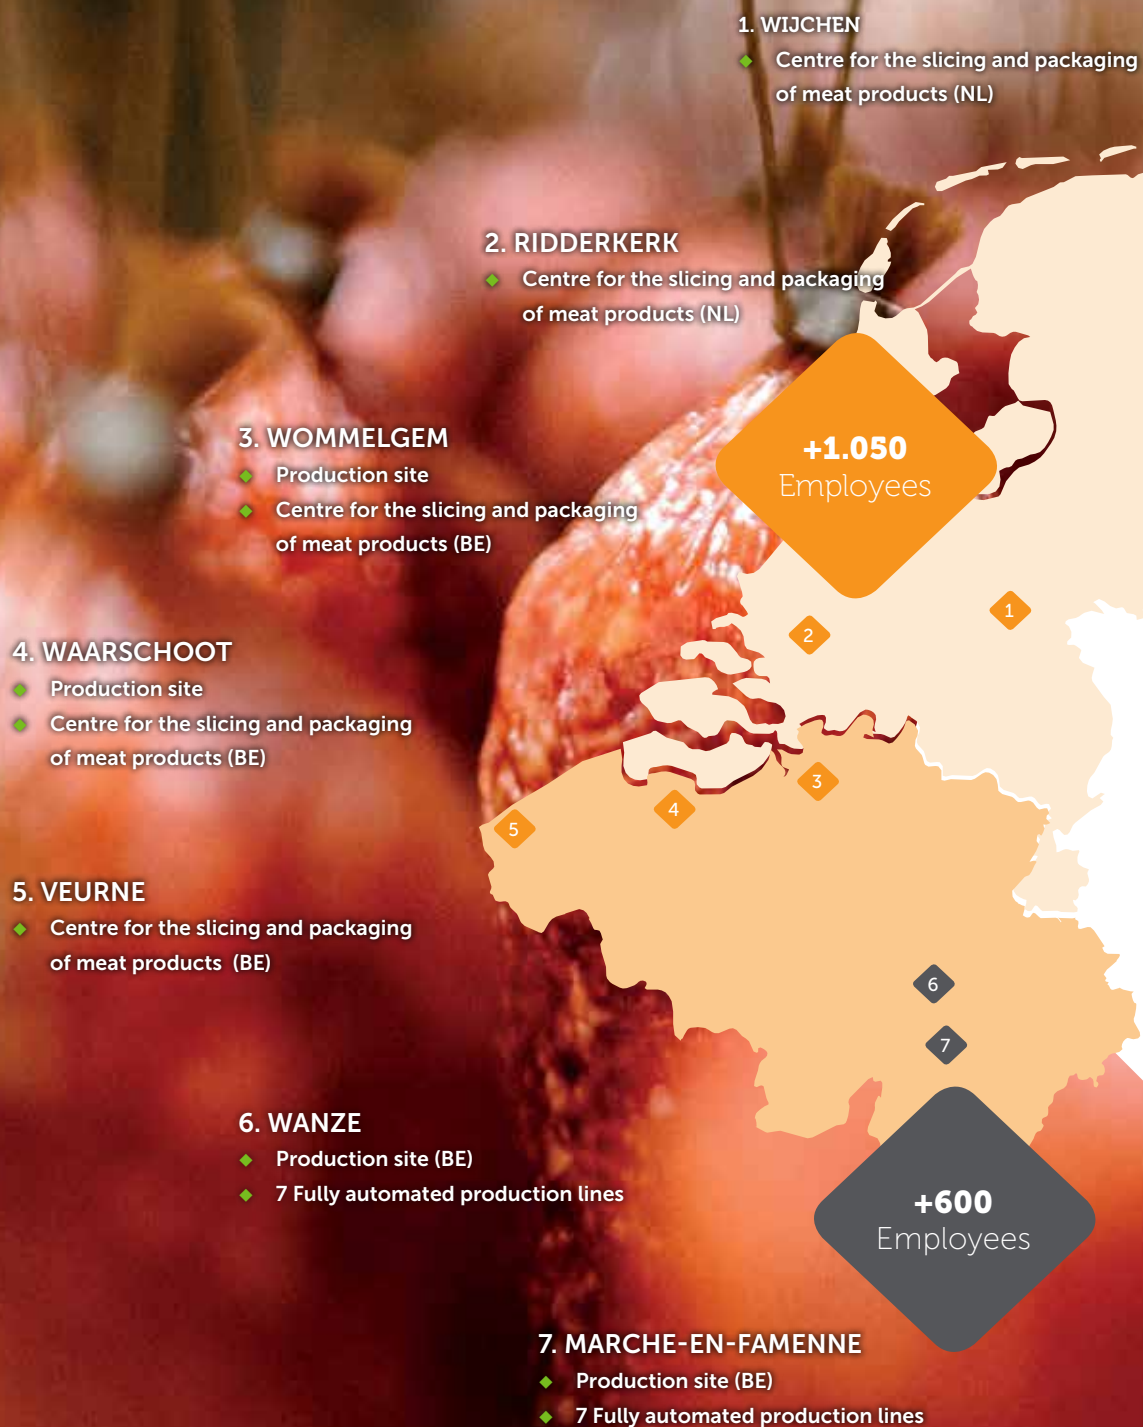 1. WIJCHEN
◆ Centre for the slicing and packaging
of meat products (NL)
2. RIDDERKERK
◆ Centre for the slicing and packaging
of meat products (NL)
3. WOMMELGEM
◆ Production site
◆ Centre for the slicing and packaging
of meat products (BE)
+1.050
Employees
1
2
4. WAARSCHOOT
◆ Production site
◆ Centre for the slicing and packaging
of meat products (BE)
3
4
5
5. VEURNE
◆ Centre for the slicing and packaging
of meat products (BE)
6
7
6. WANZE
◆ Production site (BE)
◆ 7 Fully automated production lines
+600
Employees
7. MARCHE-EN-FAMENNE
◆ Production site (BE)
◆ 7 Fully automated production lines